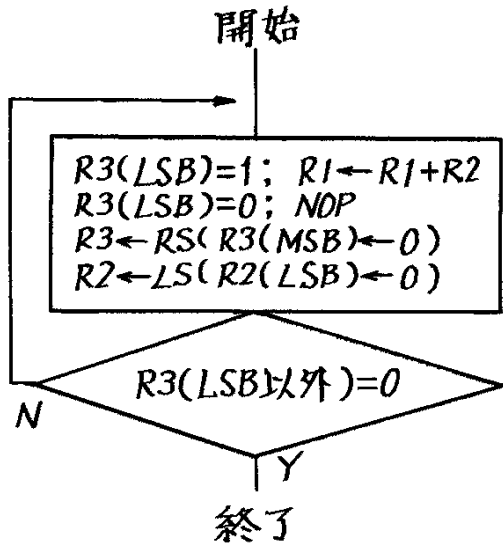 開始
R3(LSB)=1; R1←R1+R2
R3(LSB)=0; NOP
R3←RS(R3(MSB)←0)
R2←LS(R2(LSB)←0)
R3(LSB以外)=0
N
Y
終了